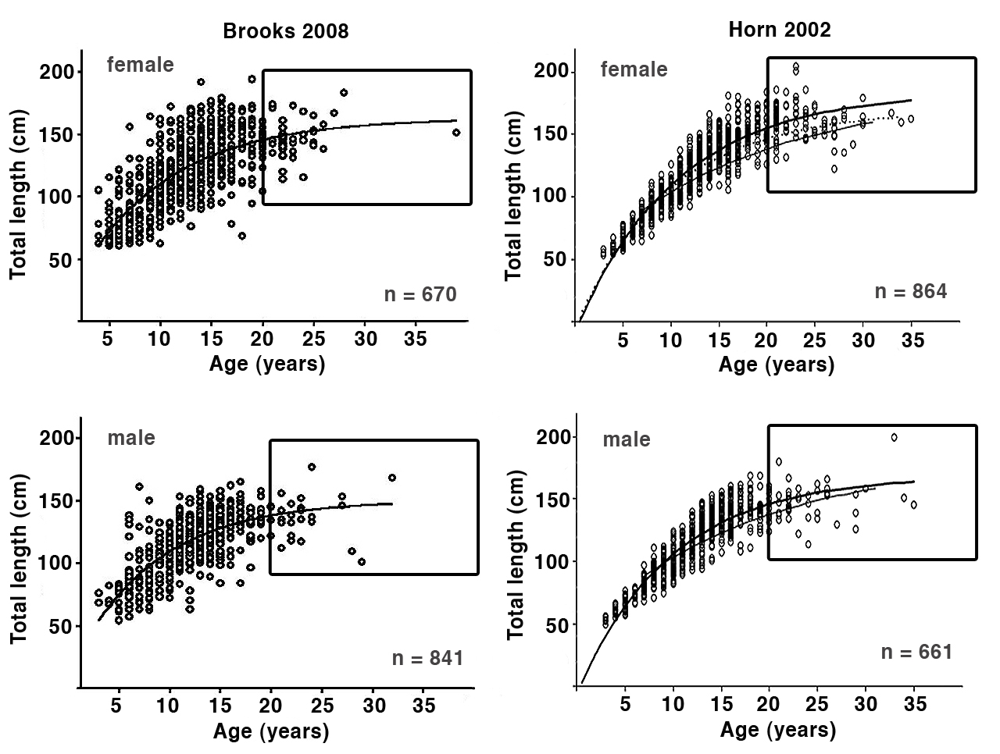 Brooks 2008
female
200
150
100
50
Total length (cm)
n = 670
5 10 15 20 25 30 35
Age (years)
Horn 2002
female
200
150
100
50
Total length (cm)
n = 864
5 10 15 20 25 30 35
Age (years)
male
200
150
100
50
Total length (cm)
n = 841
5 10 15 20 25 30 35
Age (years)
male
200
150
100
50
Total length (cm)
n = 661
5 10 15 20 25 30 35
Age (years)